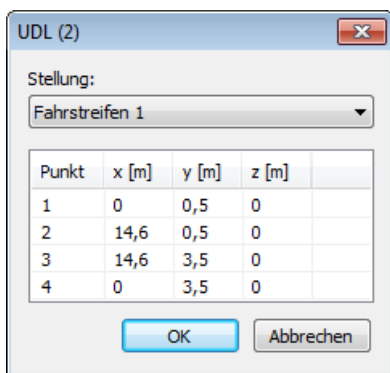 UDL (2)
Stellung:
Fahrstreifen 1
Punkt x [m] y [m] z [m]
1 0 0,5 0
2 14,6 0,5 0
3 14,6 3,5 0
4 0 3,5 0
OK Abbrechen